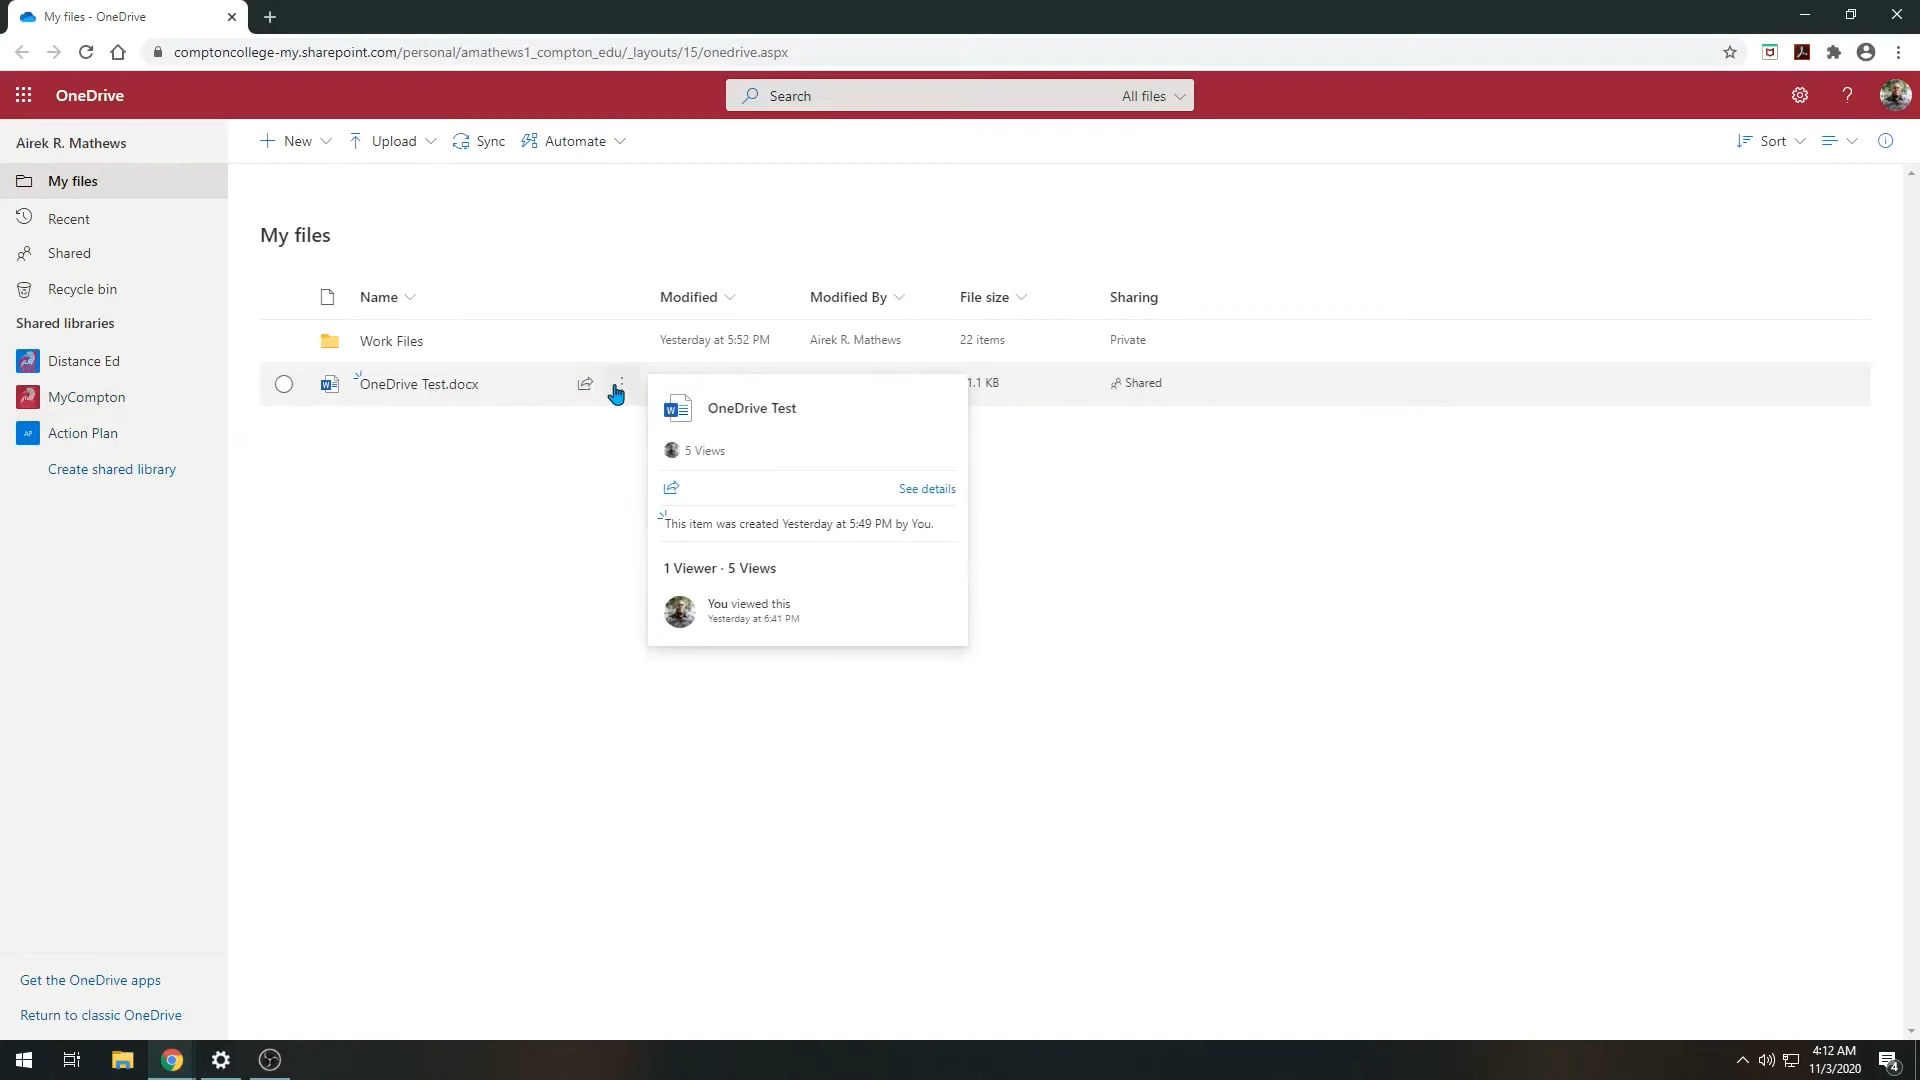 My files - OneDrive
comptoncollege-my.sharepoint.com/personal/amathews1_compton_edu/_layouts/15/onedrive.aspx
OneDrive
Search
All files
Airek R. Mathews
New
Upload
Sync
Automate
Sort
My files
Recent
Shared
Recycle bin
Shared libraries
Distance Ed
MyCompton
AP
Action Plan
Create shared library
My files
Name
Modified
Modified By
File size
Sharing
Work Files
Yesterday at 5:52 PM
Airek R. Mathews
22 items
Private
OneDrive Test.docx
1.1 KB
Shared
OneDrive Test
5 Views
See details
This item was created Yesterday at 5:49 PM by You.
1 Viewer · 5 Views
You viewed this
Yesterday at 6:41 PM
Get the OneDrive apps
Return to classic OneDrive
4:12 AM
11/3/2020
4